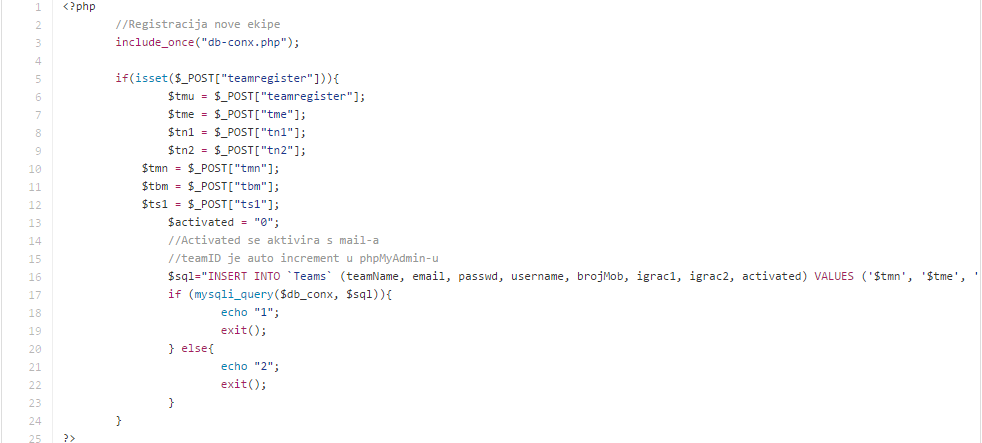 1 <?php
2 //Registracija nove ekipe
3 include_once("db-conx.php");
4
5 if(isset($_POST["teamregister"])){
6 $tmu = $_POST["teamregister"];
7 $tme = $_POST["tme"];
8 $tn1 = $_POST["tn1"];
9 $tn2 = $_POST["tn2"];
10 $tmn = $_POST["tmn"];
11 $tbm = $_POST["tbm"];
12 $ts1 = $_POST["ts1"];
13 $activated = "0";
14 //Activated se aktivira s mail-a
15 //teamID je auto increment u phpMyAdmin-u
16 $sql="INSERT INTO `Teams` (teamName, email, passwd, username, brojMob, igrac1, igrac2, activated) VALUES ('$tmn', '$tme', '
17 if (mysqli_query($db_conx, $sql)){
18 echo "1";
19 exit();
20 } else{
21 echo "2";
22 exit();
23 }
24 }
25 ?>